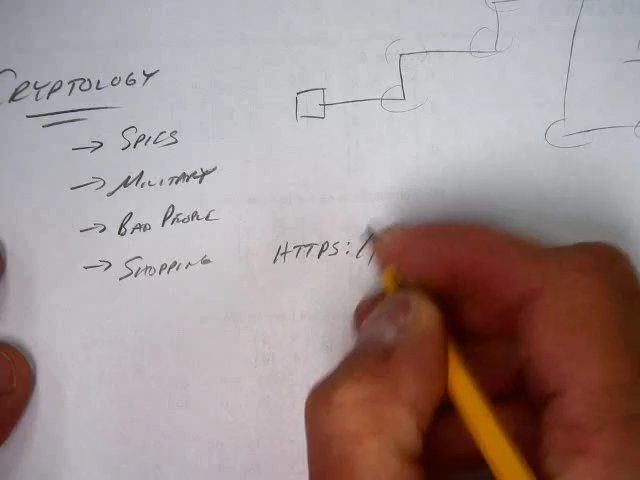 CRYPTOLOGY
→ SPIES
→ MILITARY
→ BAD PEOPLE
→ SHOPPING HTTPS://